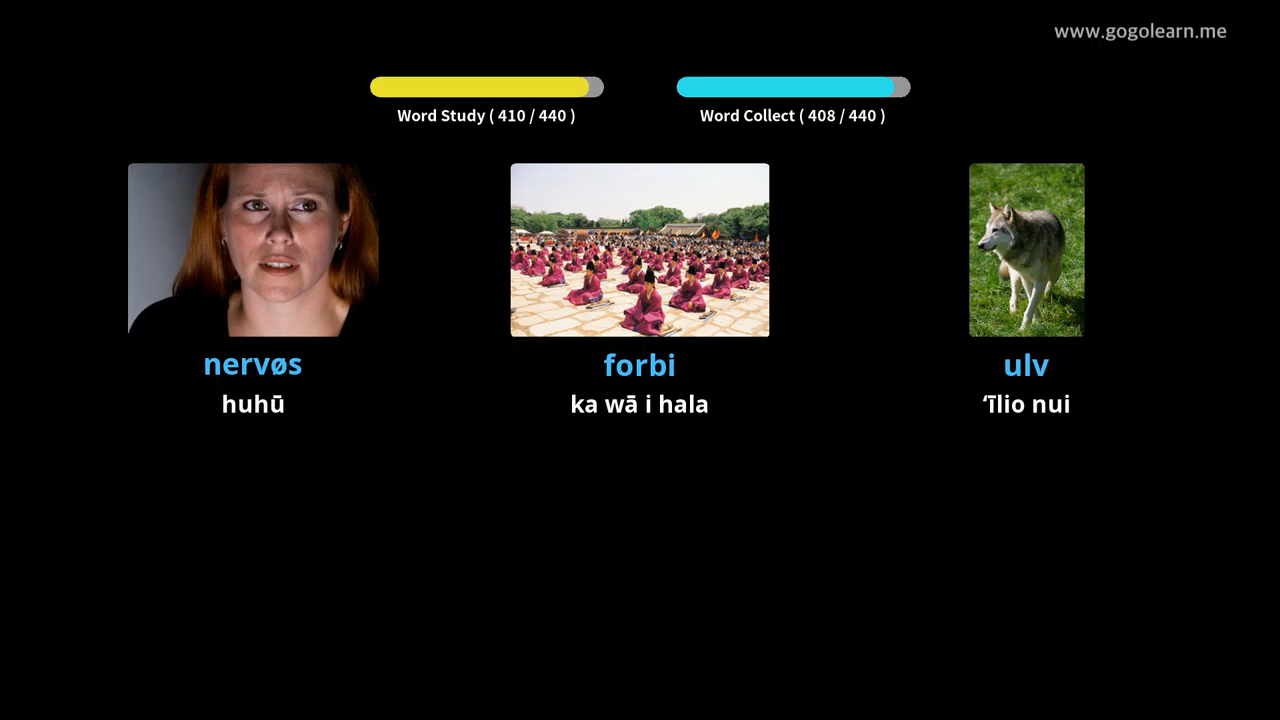 www.gogolearn.me
Word Study ( 410 / 440 )
Word Collect ( 408 / 440 )
nervøs
huhū
forbi
ka wā i hala
ulv
ʻīlio nui